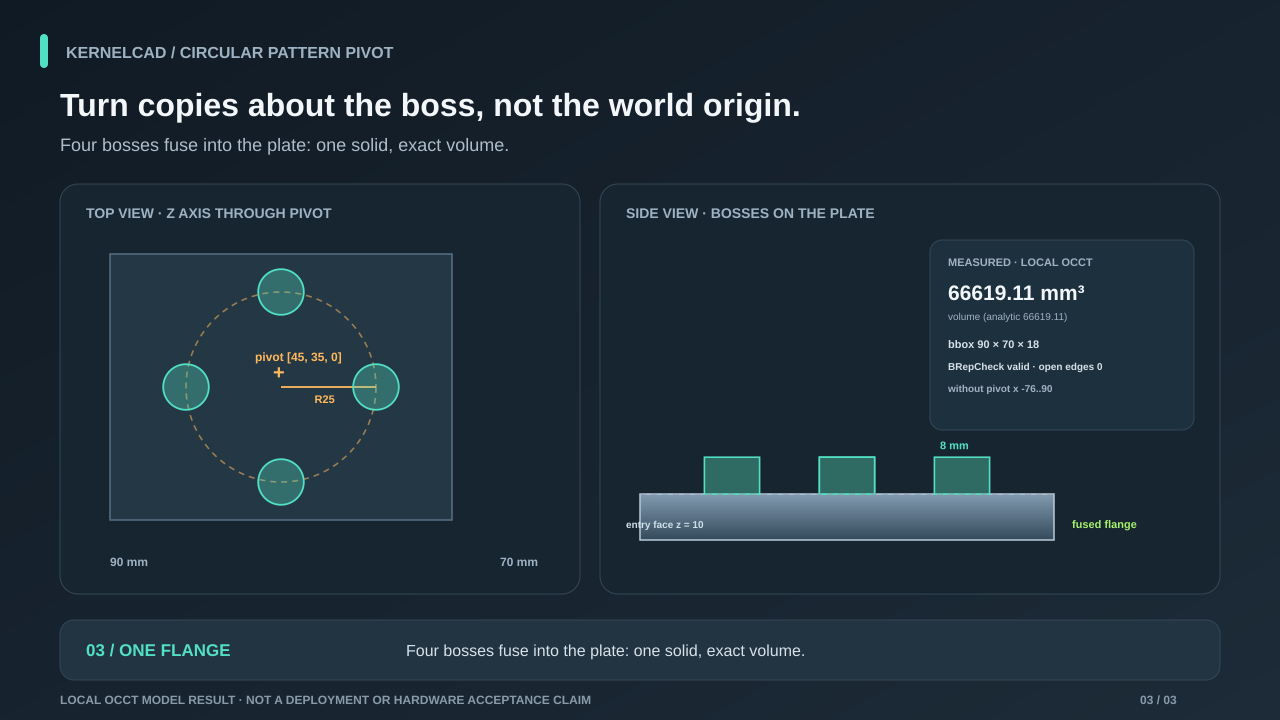 KERNELCAD / CIRCULAR PATTERN PIVOT
Turn copies about the boss, not the world origin.
Four bosses fuse into the plate: one solid, exact volume.
TOP VIEW · Z AXIS THROUGH PIVOT
pivot [45, 35, 0]
+
R25
90 mm
70 mm
SIDE VIEW · BOSSES ON THE PLATE
MEASURED · LOCAL OCCT
66619.11 mm³
volume (analytic 66619.11)
bbox 90 × 70 × 18
BRepCheck valid · open edges 0
without pivot x -76..90
8 mm
entry face z = 10
fused flange
03 / ONE FLANGE
Four bosses fuse into the plate: one solid, exact volume.
LOCAL OCCT MODEL RESULT · NOT A DEPLOYMENT OR HARDWARE ACCEPTANCE CLAIM
03 / 03